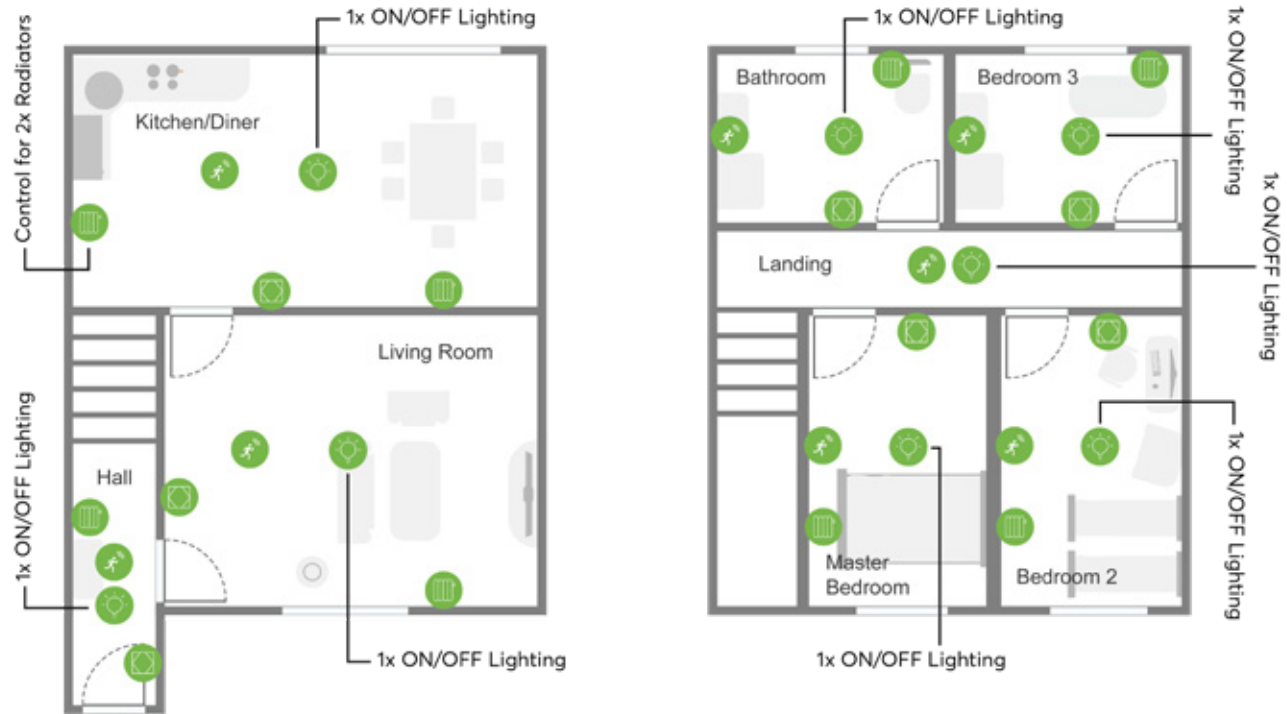 1x ON/OFF Lighting
Control for 2x Radiators
Kitchen/Diner
Living Room
Hall
1x ON/OFF Lighting
1x ON/OFF Lighting
1x ON/OFF Lighting
Bathroom
Bedroom 3
1x ON/OFF Lighting
Landing
1x ON/OFF Lighting
Master
Bedroom
Bedroom 2
1x ON/OFF Lighting
1x ON/OFF Lighting